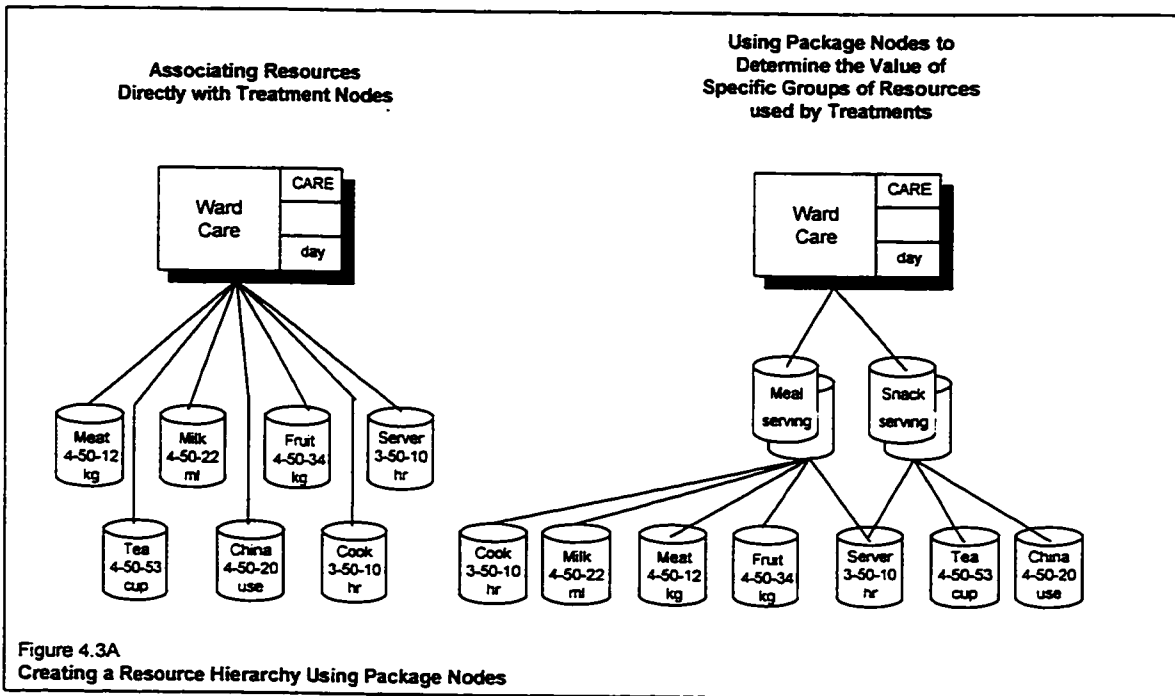 Associating Resources
Directly with Treatment Nodes
Ward
Care
CARE
day
Meat
4-50-12
kg
Milk
4-50-22
ml
Fruit
4-50-34
kg
Server
3-50-10
hr
Tea
4-50-53
cup
China
4-50-20
use
Cook
3-50-10
hr
Using Package Nodes to
Determine the Value of
Specific Groups of Resources
used by Treatments
Ward
Care
CARE
day
Meal
serving
Snack
serving
Cook
3-50-10
hr
Milk
4-50-22
ml
Meat
4-50-12
kg
Fruit
4-50-34
kg
Server
3-50-10
hr
Tea
4-50-53
cup
China
4-50-20
use
Figure 4.3A
Creating a Resource Hierarchy Using Package Nodes